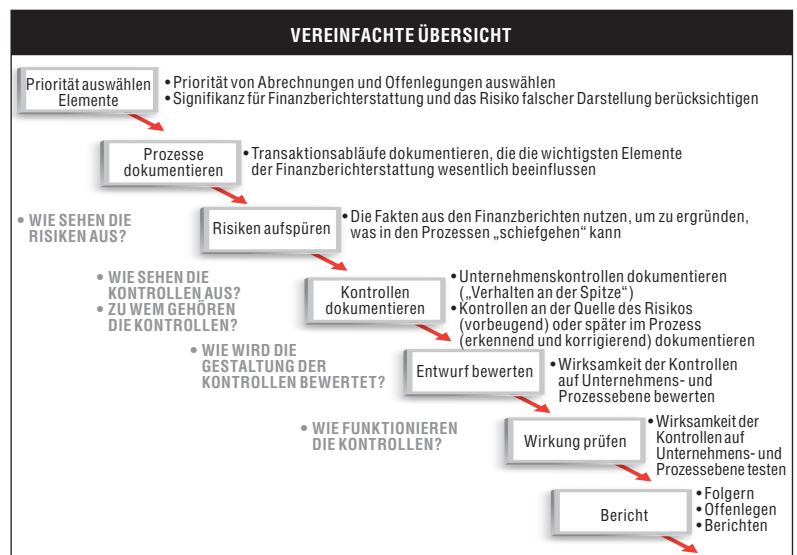 VEREINFACHTE ÜBERSICHT
Priorität auswählen
Elemente
• Priorität von Abrechnungen und Offenlegungen auswählen
• Signifikanz für Finanzberichterstattung und das Risiko falscher Darstellung berücksichtigen
Prozesse
dokumentieren
• Transaktionsabläufe dokumentieren, die die wichtigsten Elemente
der Finanzberichterstattung wesentlich beeinflussen
• WIE SEHEN DIE
RISIKEN AUS?
Risiken aufspüren
• Die Fakten aus den Finanzberichten nutzen, um zu ergründen,
was in den Prozessen „schiefgehen“ kann
• WIE SEHEN DIE
KONTROLLEN AUS?
• ZU WEM GEHÖREN
DIE KONTROLLEN?
Kontrollen
dokumentieren
• Unternehmenskontrollen dokumentieren
(„Verhalten an der Spitze“)
• Kontrollen an der Quelle des Risikos
(vorbeugend) oder später im Prozess
(erkennend und korrigierend) dokumentieren
• WIE WIRD DIE
GESTALTUNG DER
KONTROLLEN BEWERTET?
Entwurf bewerten
• Wirksamkeit der Kontrollen
auf Unternehmens- und
Prozessebene bewerten
• WIE FUNKTIONIEREN
DIE KONTROLLEN?
Wirkung prüfen
• Wirksamkeit der
Kontrollen auf
Unternehmens- und
Prozessebene testen
Bericht
• Folgern
• Offenlegen
• Berichten